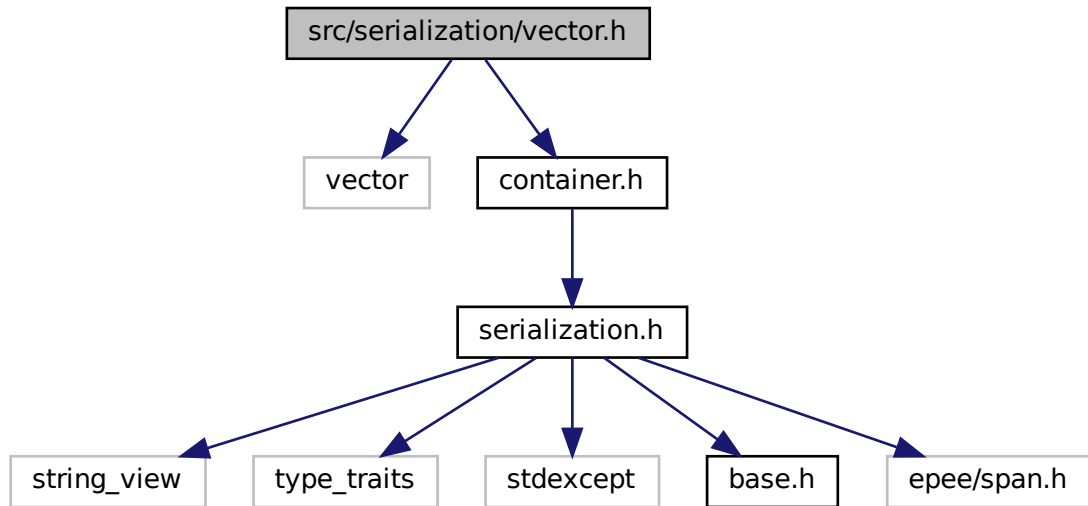 src/serialization/vector.h
vector
container.h
serialization.h
string_view
type_traits
stdexcept
base.h
epee/span.h